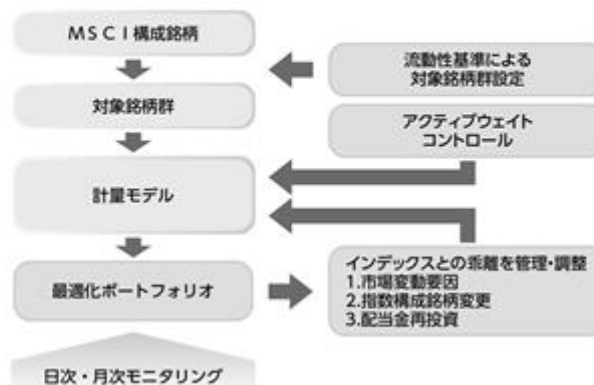 MSCI構成銘柄
流動性基準による
対象銘柄群設定
対象銘柄群
アクティブウェイト
コントロール
計量モデル
最適化ポートフォリオ
インデックスとの乖離を管理・調整
1.市場変動要因
2.指数構成銘柄変更
3.配当金再投資
日次・月次モニタリング